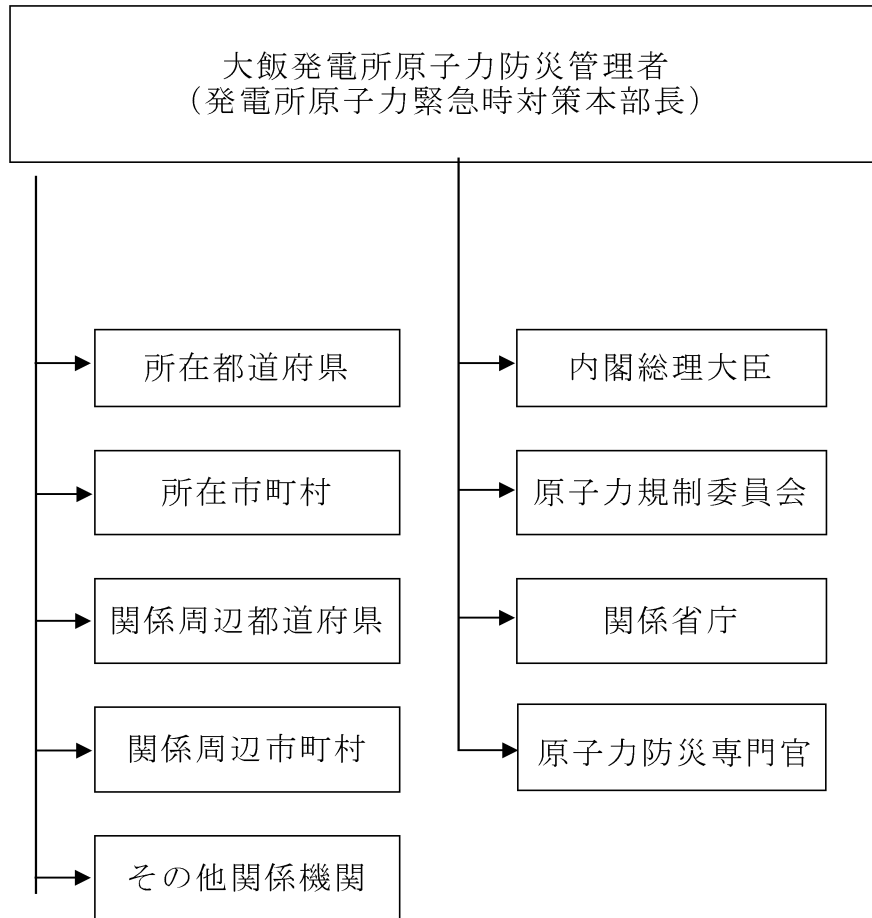 大飯発電所原子力防災管理者
（発電所原子力緊急時対策本部長）
所在都道府県
所在市町村
関係周辺都道府県
関係周辺市町村
その他関係機関
内閣総理大臣
原子力規制委員会
関係省庁
原子力防災専門官